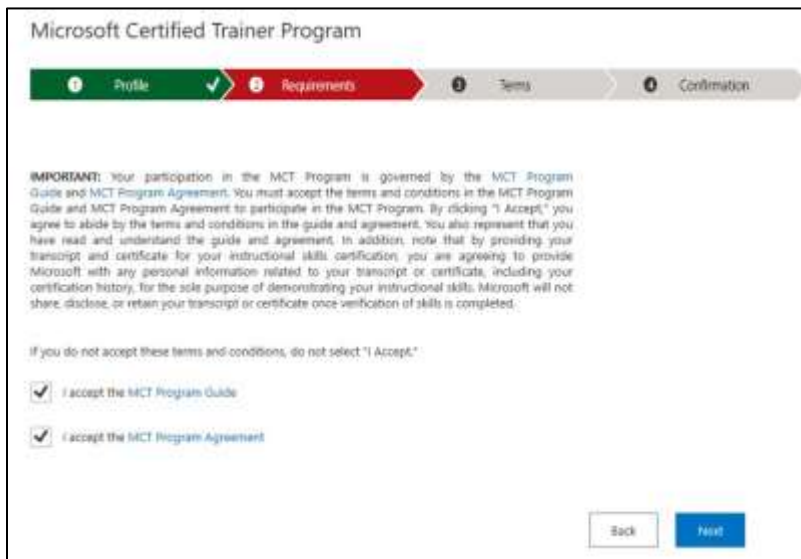 Microsoft Certified Trainer Program
1 Profile 2 Requirements 3 Terms 4 Confirmation
IMPORTANT: Your participation in the MCT Program is governed by the MCT Program
Guide and MCT Program Agreement. You must accept the terms and conditions in the MCT Program
Guide and MCT Program Agreement to participate in the MCT Program. By clicking "I Accept," you
agree to abide by the terms and conditions in the guide and agreement. You also represent that you
have read and understand the guide and agreement. In addition, note that by providing your
transcript and certificate for your instructional skills certification, you are agreeing to provide
Microsoft with any personal information related to your transcript or certificate, including your
certification history, for the sole purpose of demonstrating your instructional skills. Microsoft will not
share, disclose, or retain your transcript or certificate once verification of skills is completed.
If you do not accept these terms and conditions, do not select "I Accept."
I accept the MCT Program Guide
I accept the MCT Program Agreement
Back Next